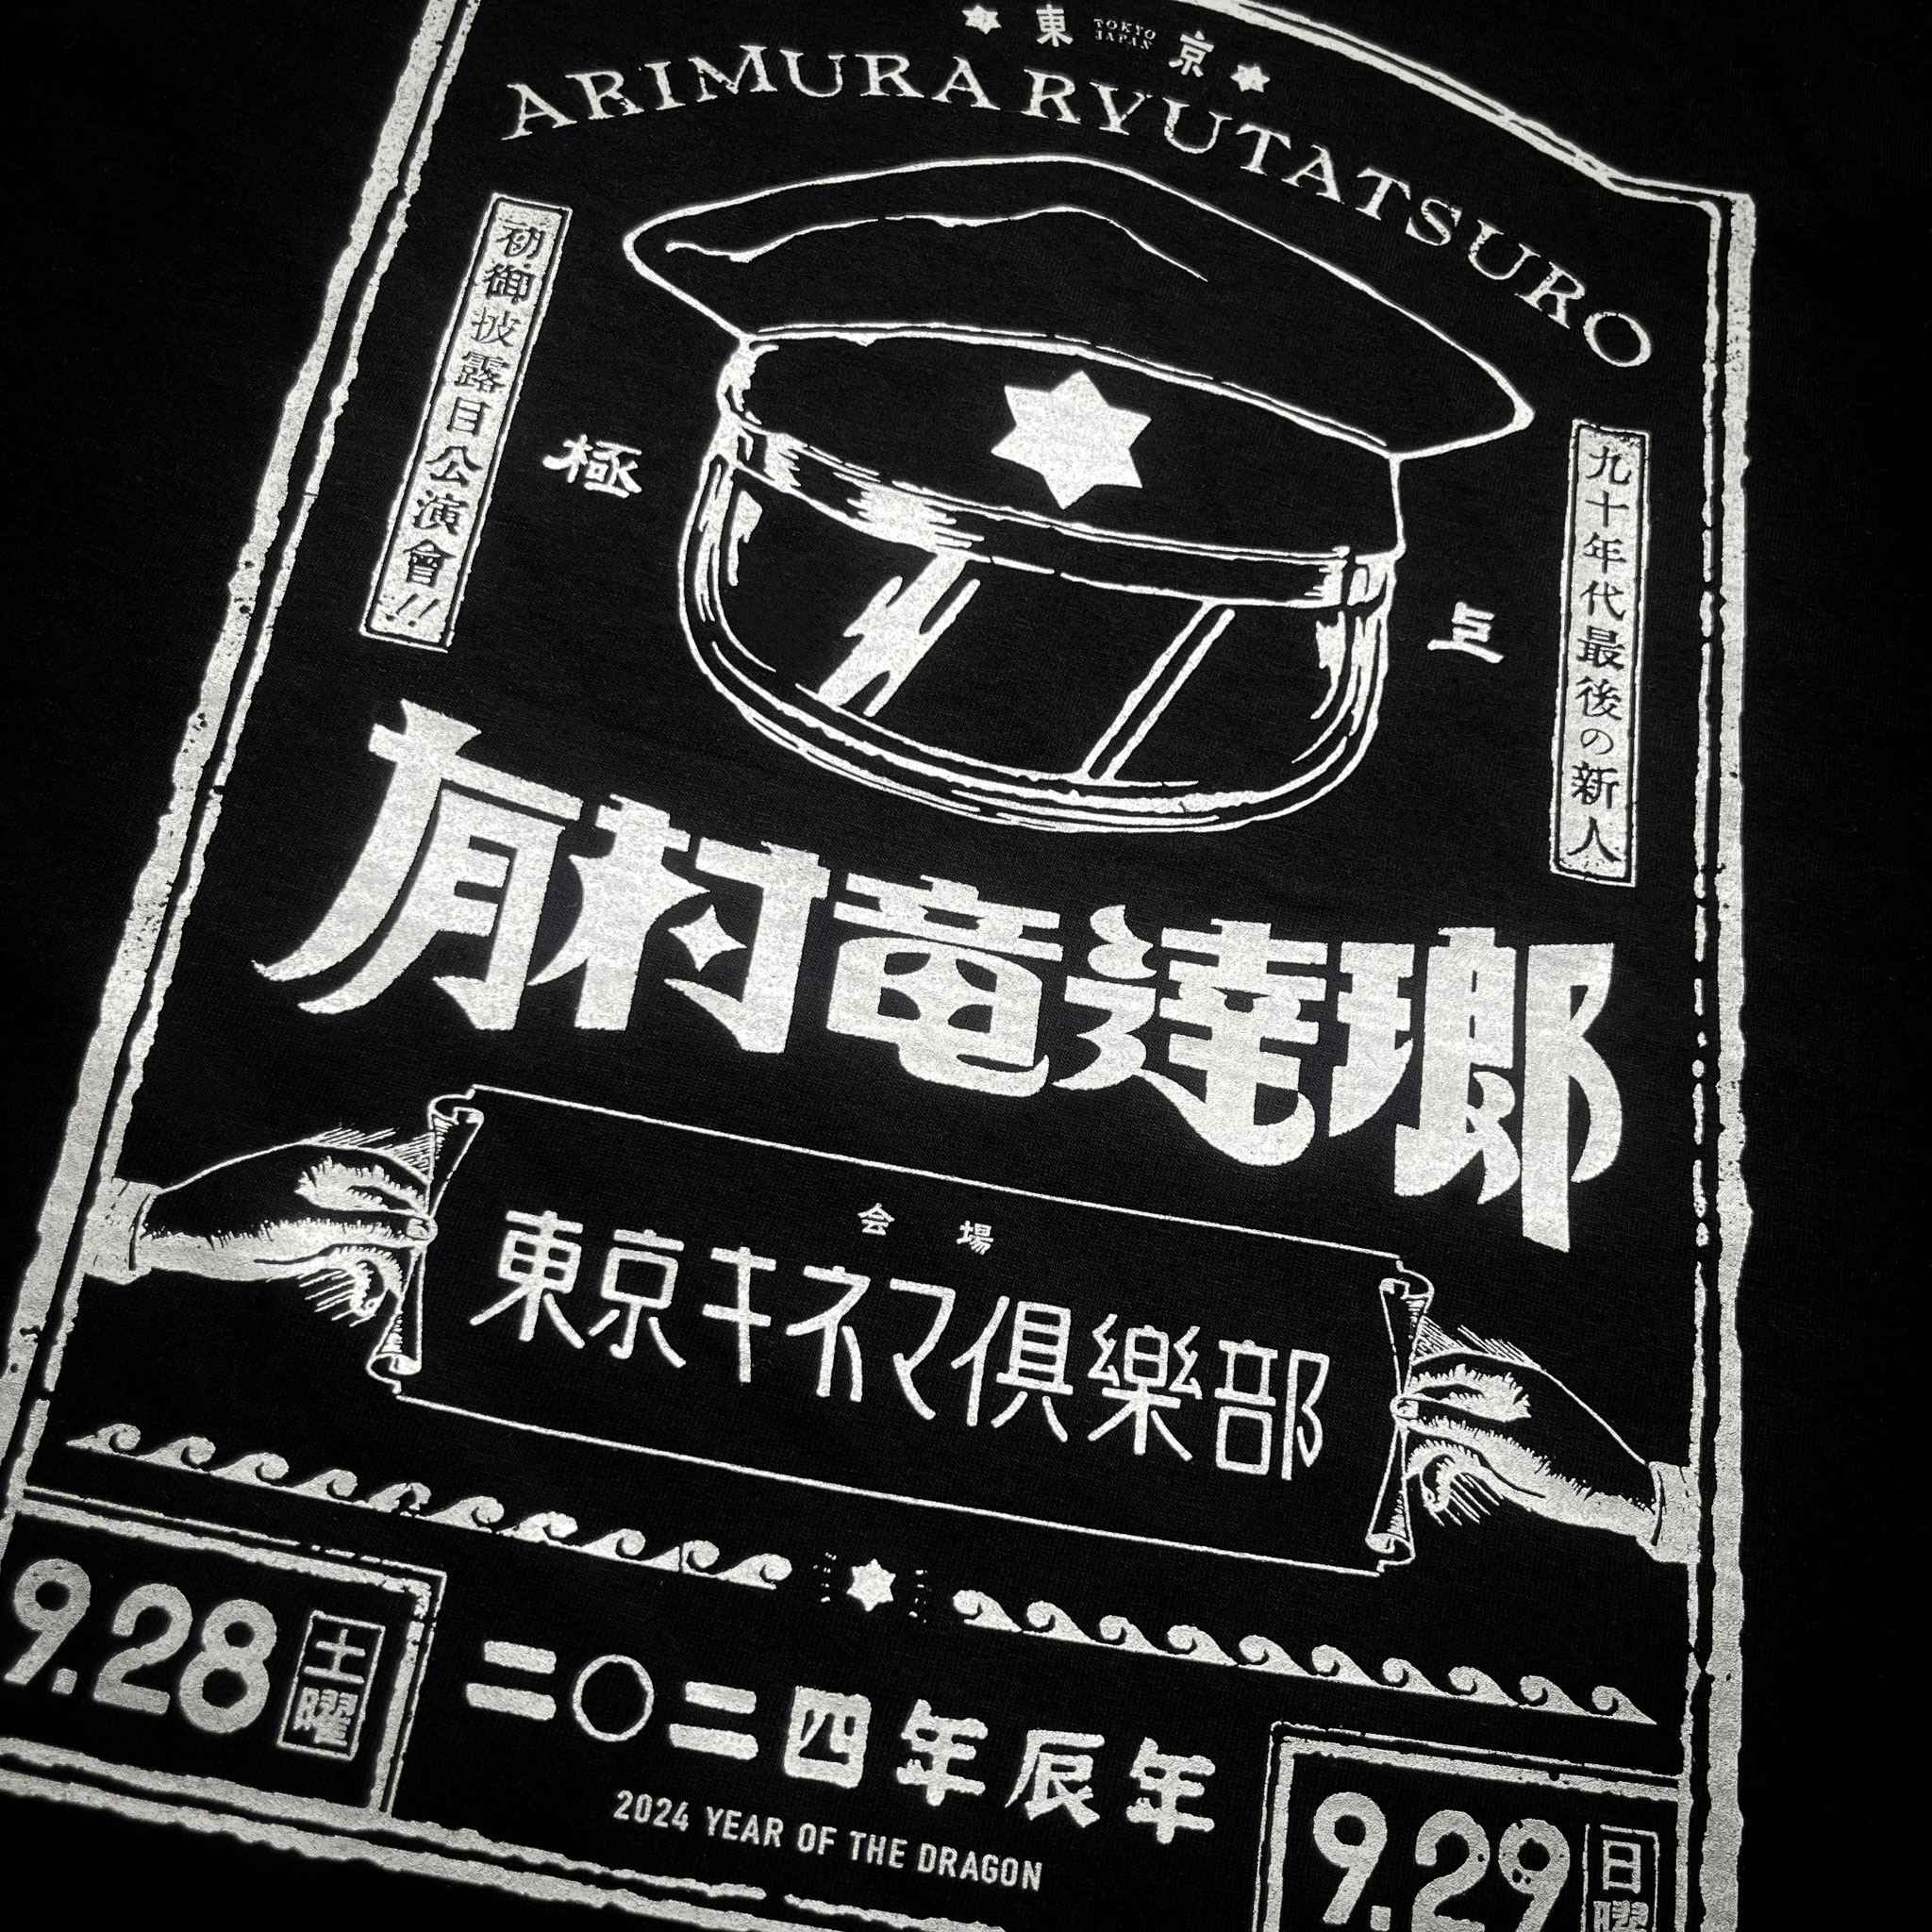 東 TOKYO JAPAN 京
ARIMURA RYUTATSURO
初御披露目公演會!!
極
九十年代最後の新人
有村竜達瑯
会場
東京キネマ倶樂部
9.28 土曜
二〇二四年辰年
2024 YEAR OF THE DRAGON
9.29 日曜